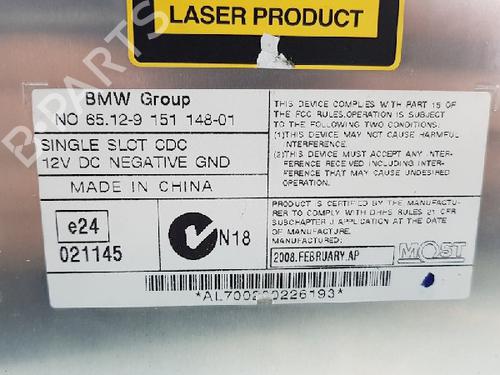 LASER PRODUCT
B-PARTS
BMW Group
NO 65.12-9 151 148-01
SINGLE SLOT CDC
12V DC NEGATIVE GND
MADE IN CHINA
e24
021145
N18
THIS DEVICE COMPLIES WITH PART 15 OF
THE FCC RULES.OPERATION IS SUBJECT TO
THE FOLLOWING TWO CONDITIONS:
(1)THIS DEVICE MAY NOT CAUSE HARMFUL
INTERFERENCE.
(2)THIS DEVICE MUST ACCEPT ANY INTER-
FERENCE RECEIVED INCLUDING INTER-
FERENCE THAT MAY CAUSE UNDESIRED
OPERATION.
PRODUCT IS CERTIFIED BY THE MANUFACTU-
RER TO COMPLY WITH DHHS RULES 21 CFR
SUBCHAPTER J APPLICATION AT THE DATE OF
MANUFACTURE:
2008.FEBRUARY.AP
MOST
*AL700200226193*